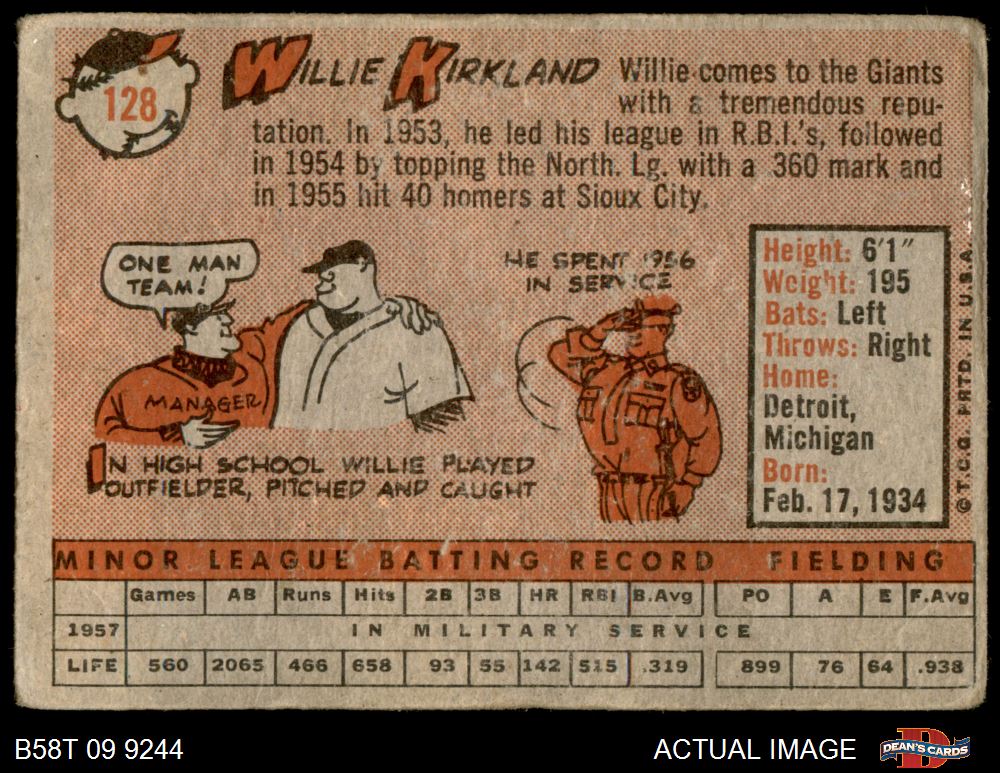 128
WILLIE KIRKLAND Willie comes to the Giants
with a tremendous repu-
tation. In 1953, he led his league in R.B.I.'s, followed
in 1954 by topping the North. Lg. with a 360 mark and
in 1955 hit 40 homers at Sioux City.
ONE MAN
TEAM!
MANAGER
IN HIGH SCHOOL WILLIE PLAYED
OUTFIELDER, PITCHED AND CAUGHT
HE SPENT 1956
IN SERVICE
Height: 6'1"
Weight: 195
Bats: Left
Throws: Right
Home:
Detroit,
Michigan
Born:
Feb. 17, 1934
© T.C.G. PRTD. IN U.S.A.
MINOR LEAGUE BATTING RECORD FIELDING
Games AB Runs Hits 2B 3B HR RBI B.Avg PO A E F.Avg
1957 IN MILITARY SERVICE
LIFE 560 2065 466 658 93 55 142 515 .319 899 76 64 .938
B58T 09 9244 ACTUAL IMAGE DEAN'S CARDS